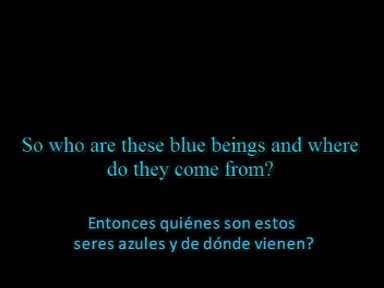 So who are these blue beings and where
do they come from?
Entonces quiénes son estos
seres azules y de dónde vienen?